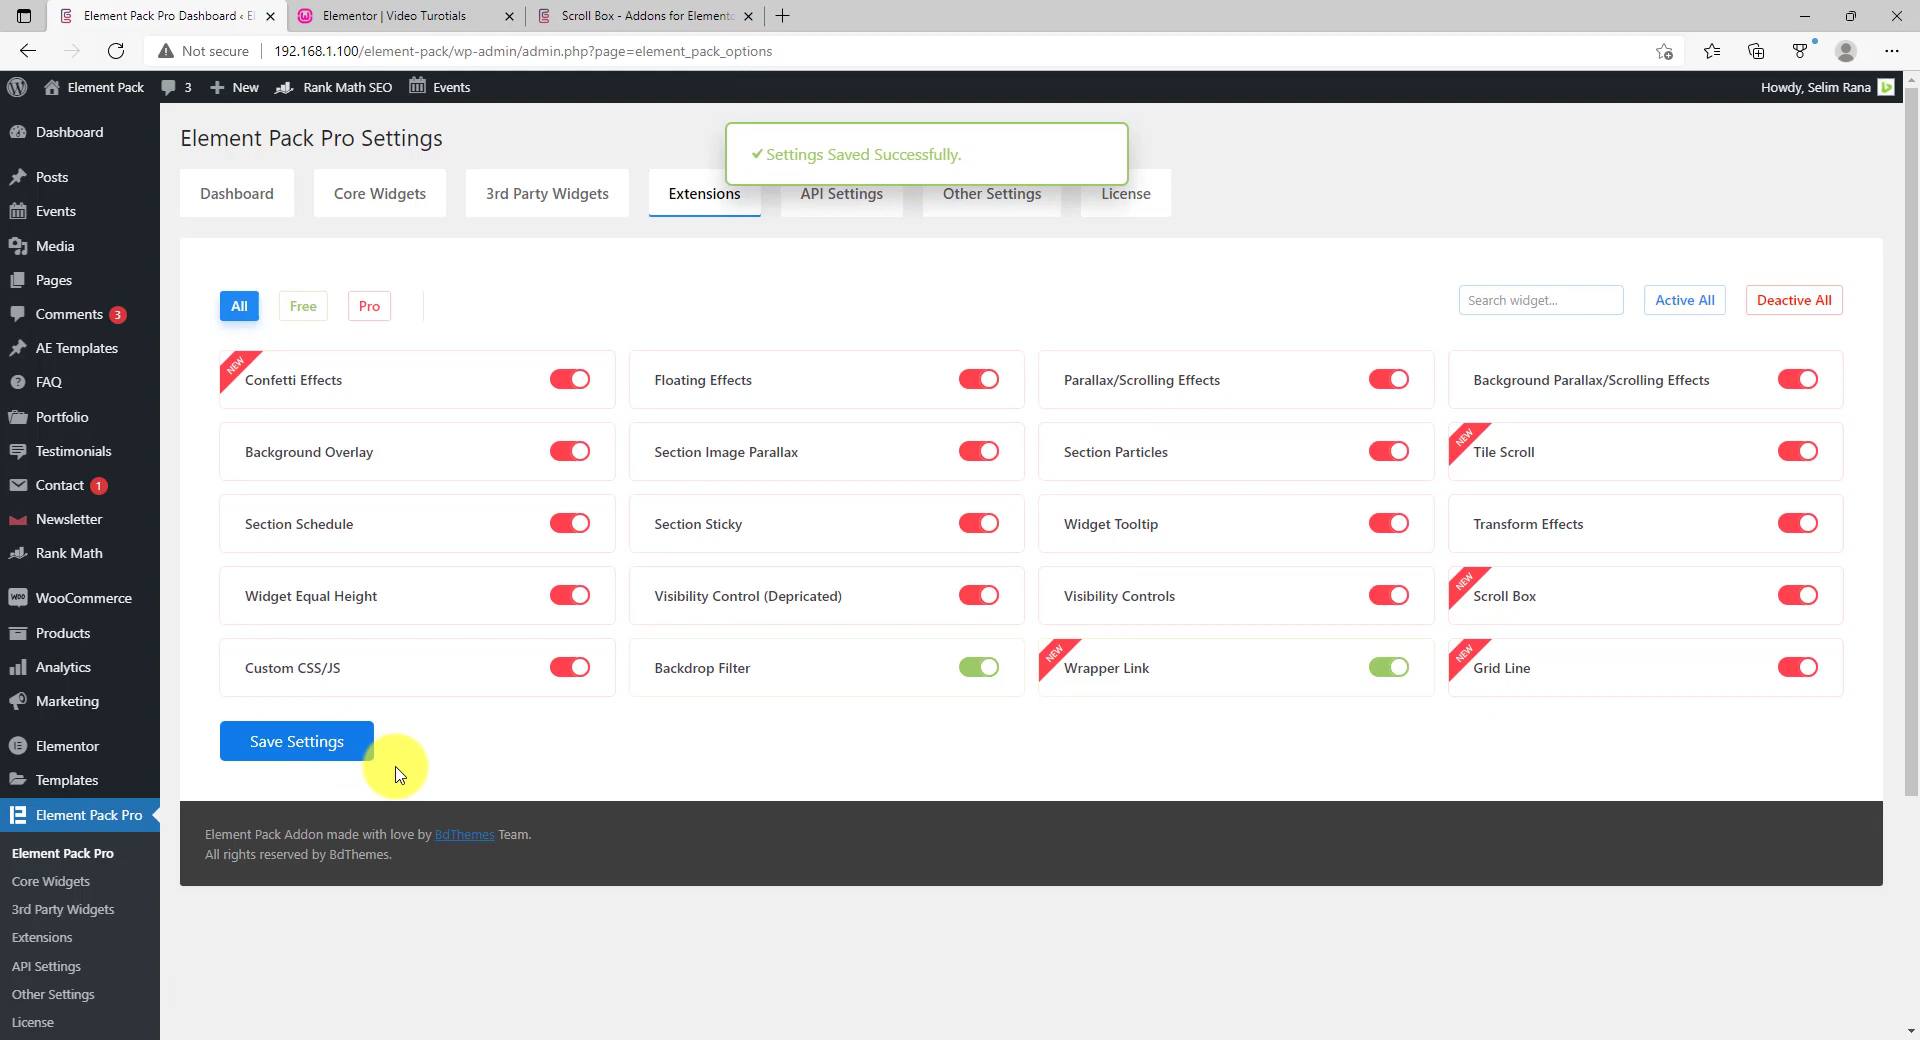 Element Pack Pro Dashboard ‹ El
Elementor | Video Turotials
Scroll Box - Addons for Element
Not secure
192.168.1.100/element-pack/wp-admin/admin.php?page=element_pack_options
Element Pack
3
New
Rank Math SEO
Events
Howdy, Selim Rana
Dashboard
Posts
Events
Media
Pages
Comments 3
AE Templates
FAQ
Portfolio
Testimonials
Contact 1
Newsletter
Rank Math
WooCommerce
Products
Analytics
Marketing
Elementor
Templates
Element Pack Pro
Element Pack Pro
Core Widgets
3rd Party Widgets
Extensions
API Settings
Other Settings
License
Element Pack Pro Settings
✔ Settings Saved Successfully.
Dashboard
Core Widgets
3rd Party Widgets
Extensions
API Settings
Other Settings
License
All
Free
Pro
Search widget...
Active All
Deactive All
NEW
Confetti Effects
Floating Effects
Parallax/Scrolling Effects
Background Parallax/Scrolling Effects
Background Overlay
Section Image Parallax
Section Particles
NEW
Tile Scroll
Section Schedule
Section Sticky
Widget Tooltip
Transform Effects
Widget Equal Height
Visibility Control (Depricated)
Visibility Controls
NEW
Scroll Box
Custom CSS/JS
Backdrop Filter
NEW
Wrapper Link
NEW
Grid Line
Save Settings
Element Pack Addon made with love by BdThemes Team.
All rights reserved by BdThemes.